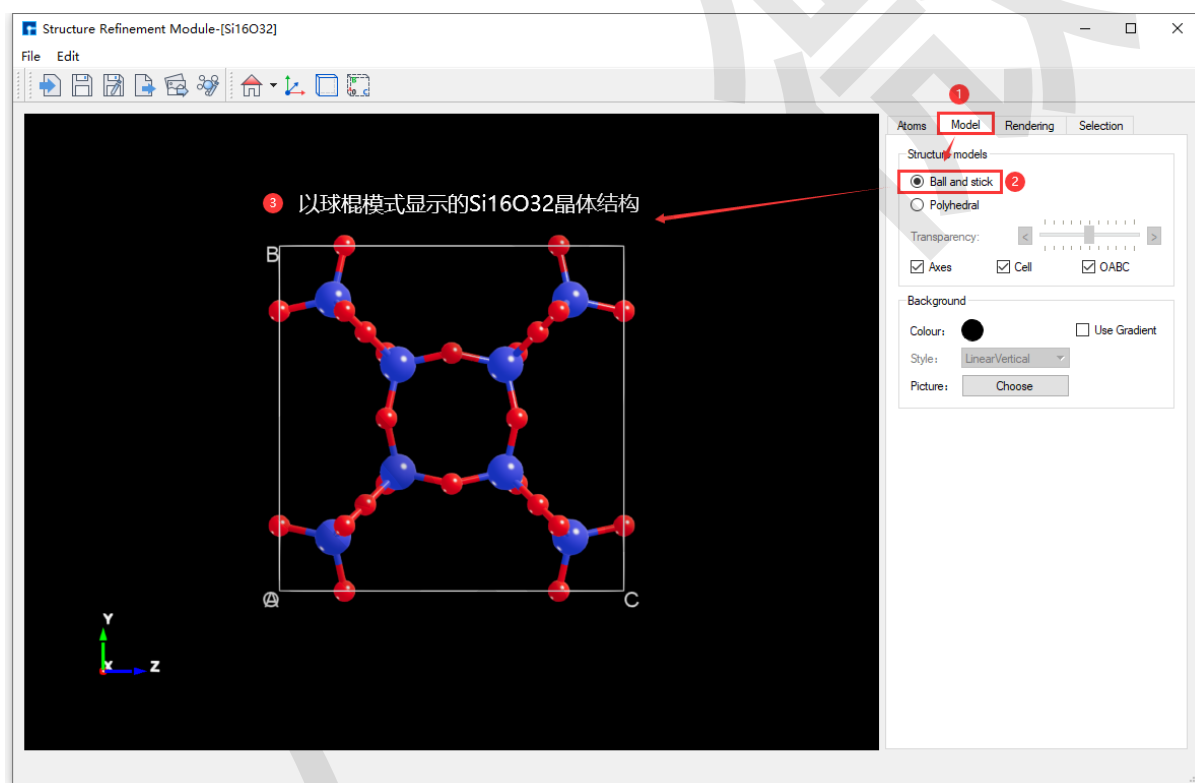 Structure Refinement Module-[Si16O32]
File Edit
1
Atoms Model Rendering Selection
Structure models
Ball and stick 2
3 以球棍模式显示的Si16O32晶体结构
Polyhedral
Transparency: < >
Axes Cell OABC
B
Background
Colour: Use Gradient
Style: LinearVertical
Picture: Choose
O A C
Y
X Z